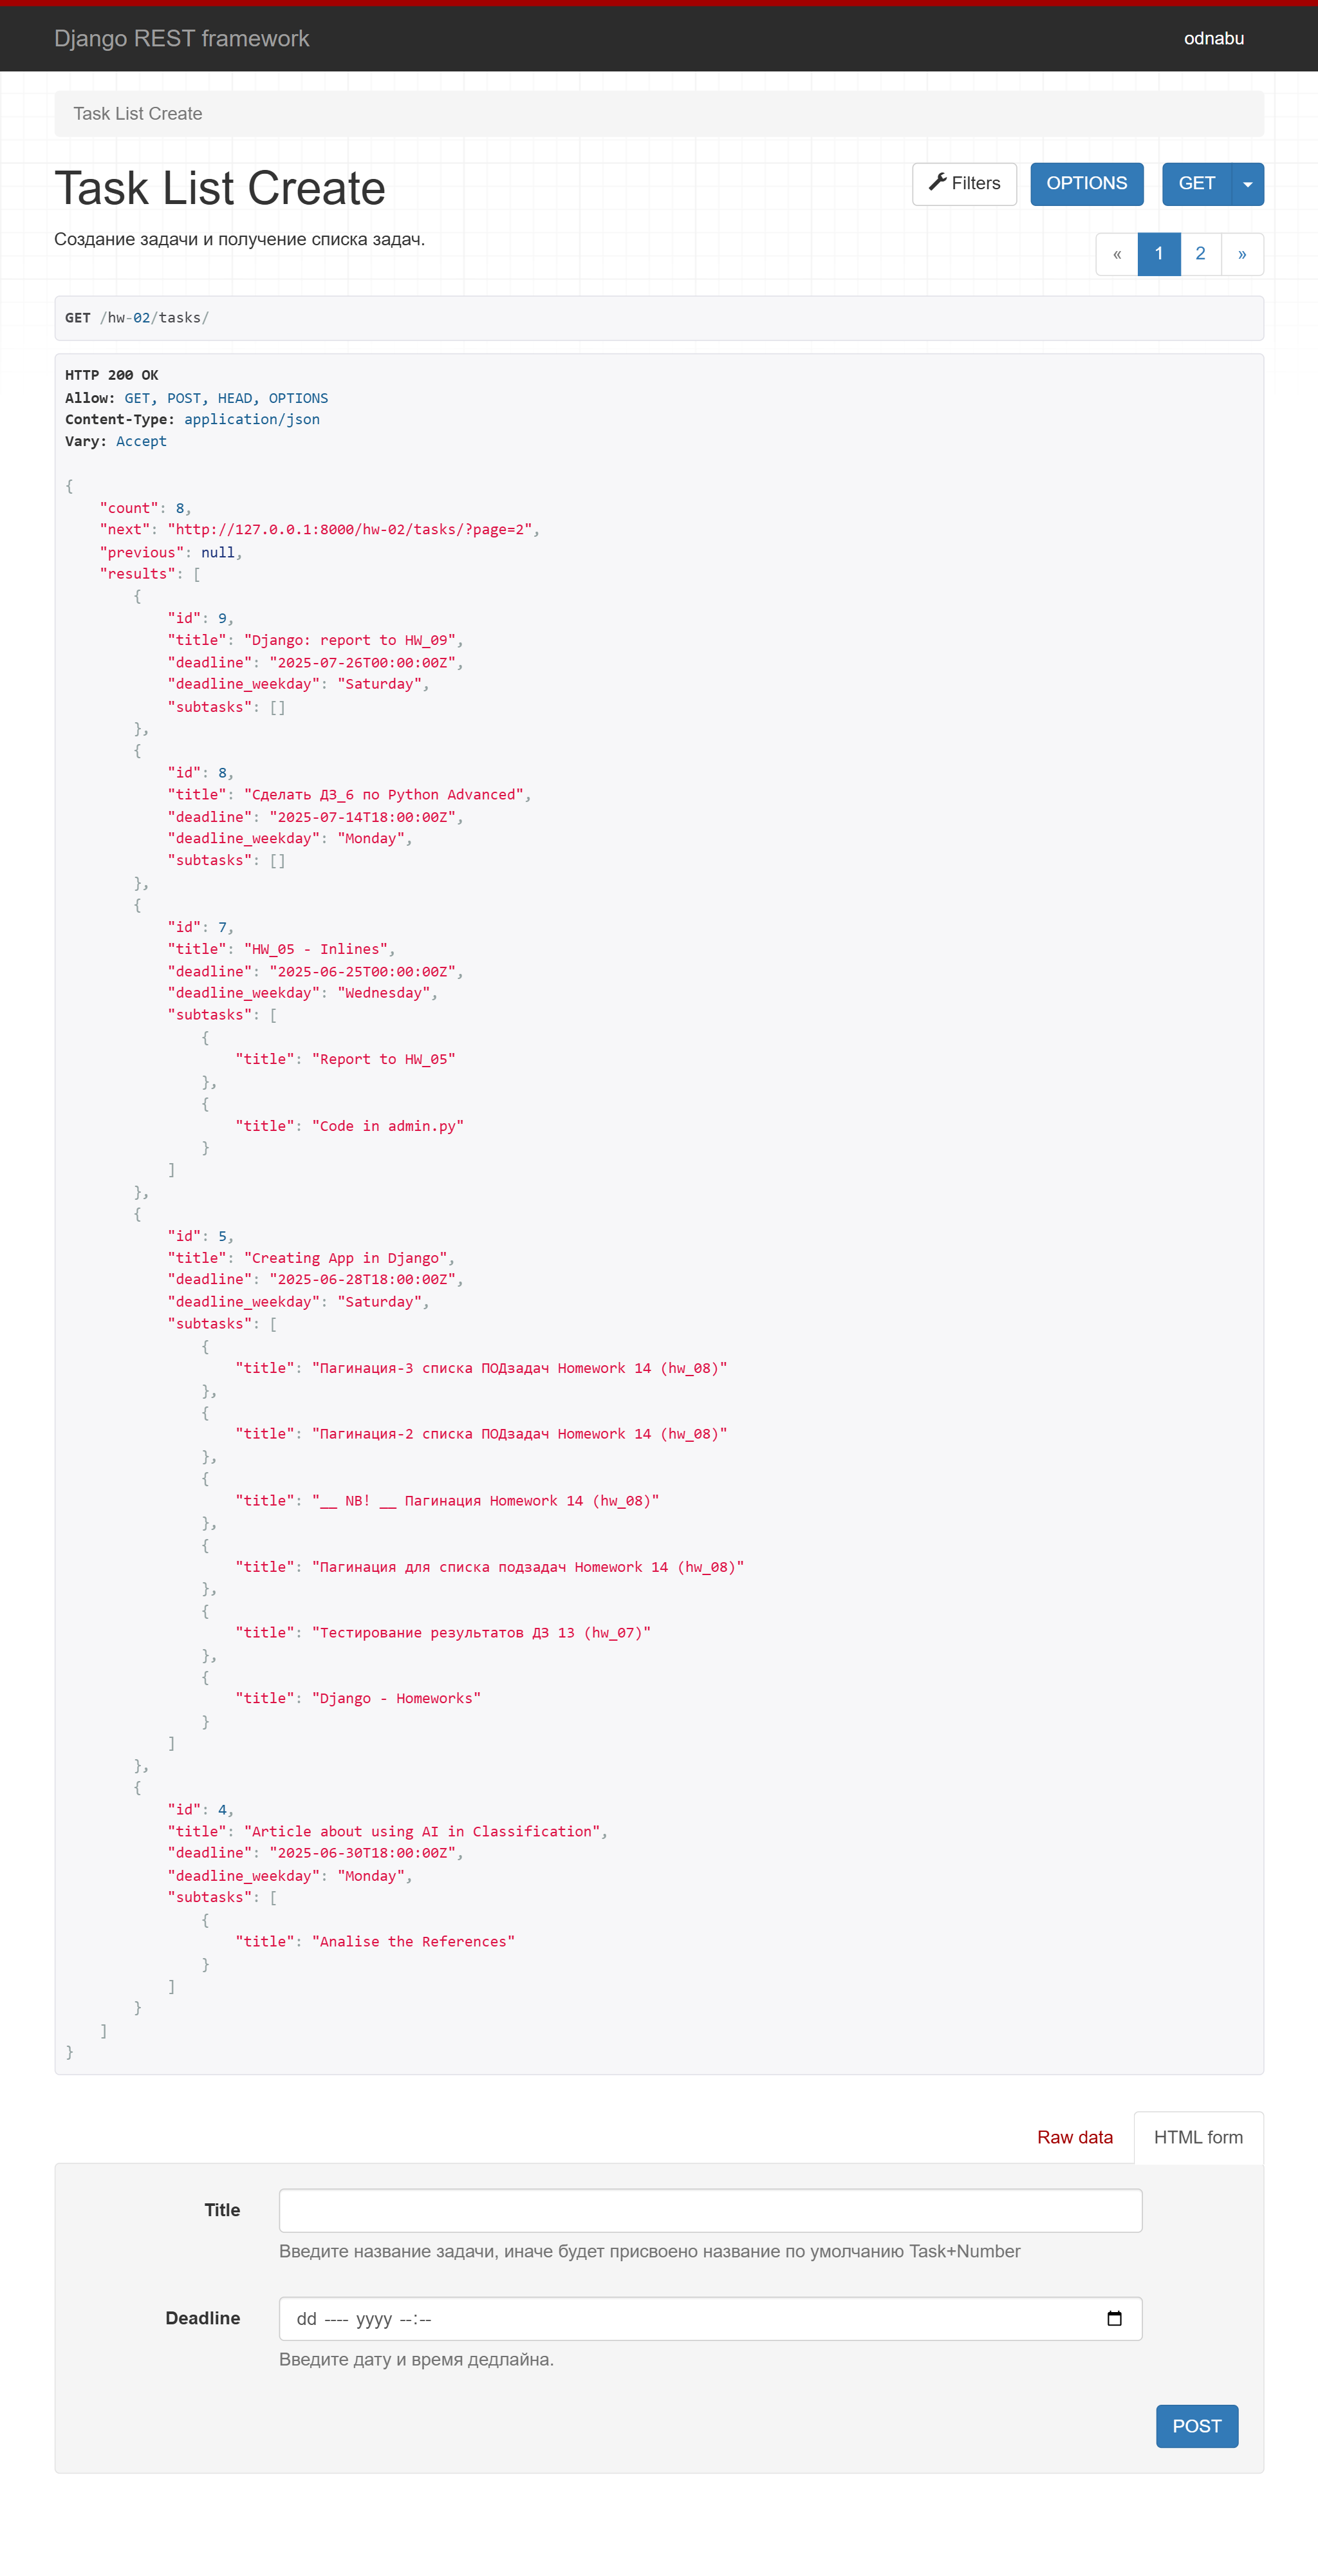 Django REST framework
odnabu
Task List Create
Task List Create
Filters
OPTIONS
GET
Создание задачи и получение списка задач.
« 1 2 »
GET /hw-02/tasks/
HTTP 200 OK
Allow: GET, POST, HEAD, OPTIONS
Content-Type: application/json
Vary: Accept
{
    "count": 8,
    "next": "http://127.0.0.1:8000/hw-02/tasks/?page=2",
    "previous": null,
    "results": [
        {
            "id": 9,
            "title": "Django: report to HW_09",
            "deadline": "2025-07-26T00:00:00Z",
            "deadline_weekday": "Saturday",
            "subtasks": []
        },
        {
            "id": 8,
            "title": "Сделать ДЗ_6 по Python Advanced",
            "deadline": "2025-07-14T18:00:00Z",
            "deadline_weekday": "Monday",
            "subtasks": []
        },
        {
            "id": 7,
            "title": "HW_05 - Inlines",
            "deadline": "2025-06-25T00:00:00Z",
            "deadline_weekday": "Wednesday",
            "subtasks": [
                {
                    "title": "Report to HW_05"
                },
                {
                    "title": "Code in admin.py"
                }
            ]
        },
        {
            "id": 5,
            "title": "Creating App in Django",
            "deadline": "2025-06-28T18:00:00Z",
            "deadline_weekday": "Saturday",
            "subtasks": [
                {
                    "title": "Пагинация-3 списка ПОДзадач Homework 14 (hw_08)"
                },
                {
                    "title": "Пагинация-2 списка ПОДзадач Homework 14 (hw_08)"
                },
                {
                    "title": "__ NB! __ Пагинация Homework 14 (hw_08)"
                },
                {
                    "title": "Пагинация для списка подзадач Homework 14 (hw_08)"
                },
                {
                    "title": "Тестирование результатов ДЗ 13 (hw_07)"
                },
                {
                    "title": "Django - Homeworks"
                }
            ]
        },
        {
            "id": 4,
            "title": "Article about using AI in Classification",
            "deadline": "2025-06-30T18:00:00Z",
            "deadline_weekday": "Monday",
            "subtasks": [
                {
                    "title": "Analise the References"
                }
            ]
        }
    ]
}
Raw data
HTML form
Title
Введите название задачи, иначе будет присвоено название по умолчанию Task+Number
Deadline
dd ---- yyyy --:--
Введите дату и время дедлайна.
POST